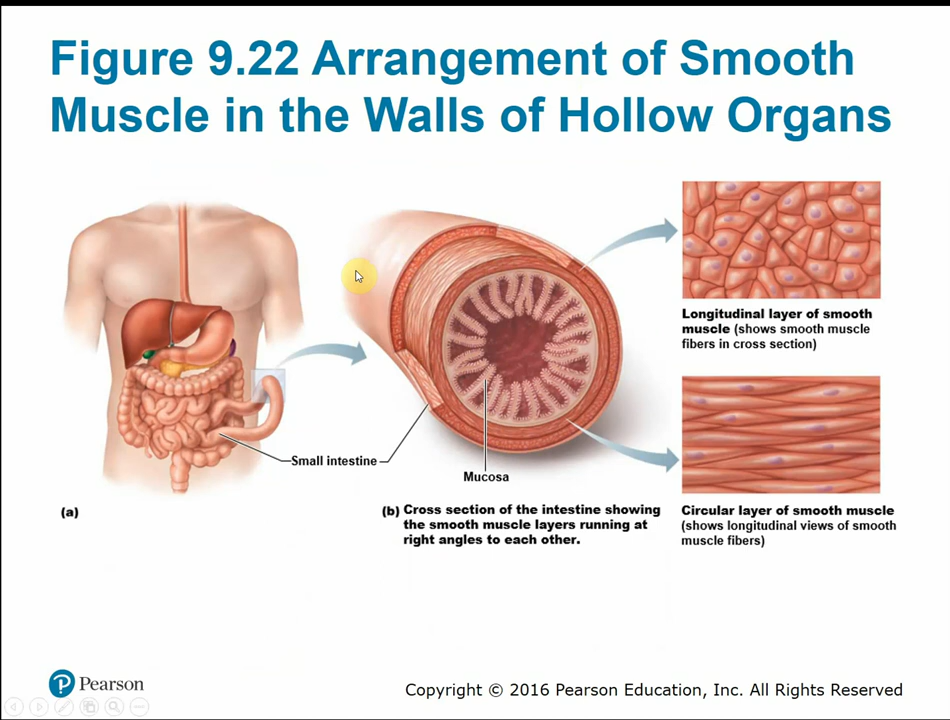 Figure 9.22 Arrangement of Smooth
Muscle in the Walls of Hollow Organs
Longitudinal layer of smooth
muscle (shows smooth muscle
fibers in cross section)
Small intestine
Mucosa
(a)
(b) Cross section of the intestine showing
the smooth muscle layers running at
right angles to each other.
Circular layer of smooth muscle
(shows longitudinal views of smooth
muscle fibers)
P Pearson
Copyright © 2016 Pearson Education, Inc. All Rights Reserved